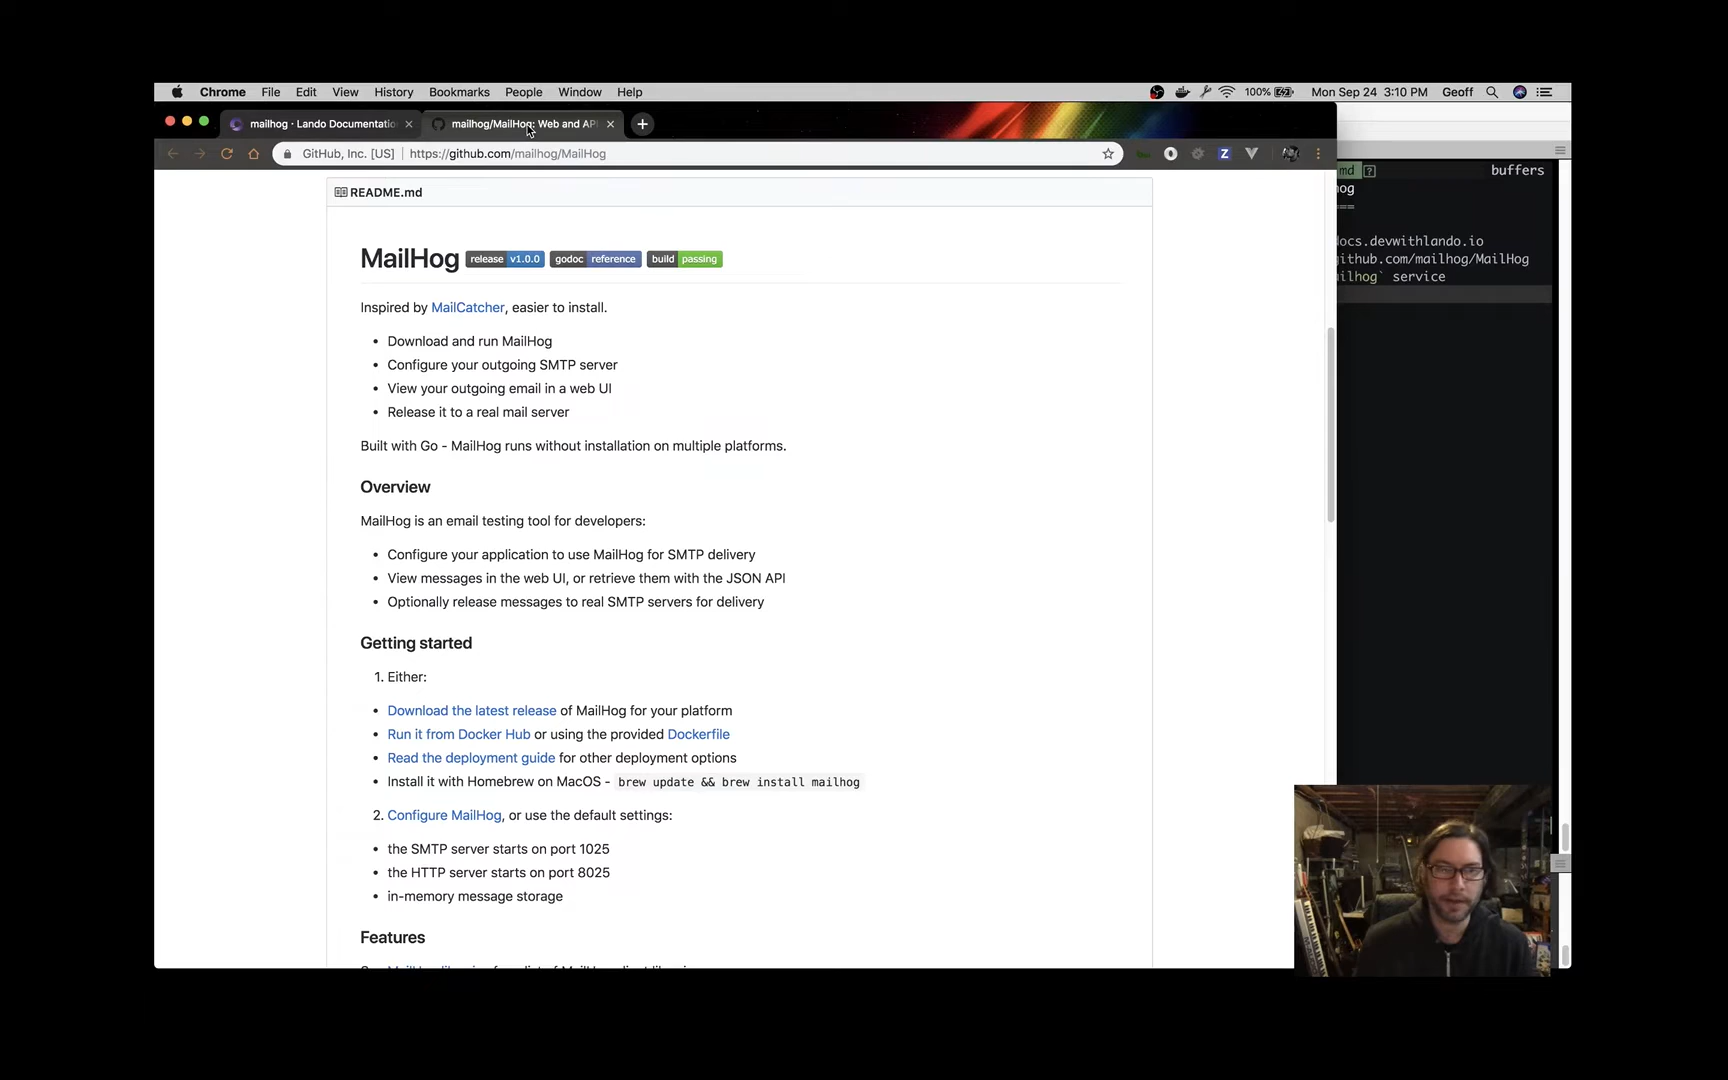 Chrome File Edit View History Bookmarks People Window Help 100% Mon Sep 24 3:10 PM Geoff
mailhog · Lando Documentatio mailhog/MailHog: Web and API
GitHub, Inc. [US] https://github.com/mailhog/MailHog
README.md
MailHog release v1.0.0 godoc reference build passing
Inspired by MailCatcher, easier to install.
• Download and run MailHog
• Configure your outgoing SMTP server
• View your outgoing email in a web UI
• Release it to a real mail server
Built with Go - MailHog runs without installation on multiple platforms.
Overview
MailHog is an email testing tool for developers:
• Configure your application to use MailHog for SMTP delivery
• View messages in the web UI, or retrieve them with the JSON API
• Optionally release messages to real SMTP servers for delivery
Getting started
1. Either:
• Download the latest release of MailHog for your platform
• Run it from Docker Hub or using the provided Dockerfile
• Read the deployment guide for other deployment options
• Install it with Homebrew on MacOS - brew update && brew install mailhog
2. Configure MailHog, or use the default settings:
• the SMTP server starts on port 1025
• the HTTP server starts on port 8025
• in-memory message storage
Features
md buffers
hog
===
docs.devwithlando.io
github.com/mailhog/MailHog
ailhog` service